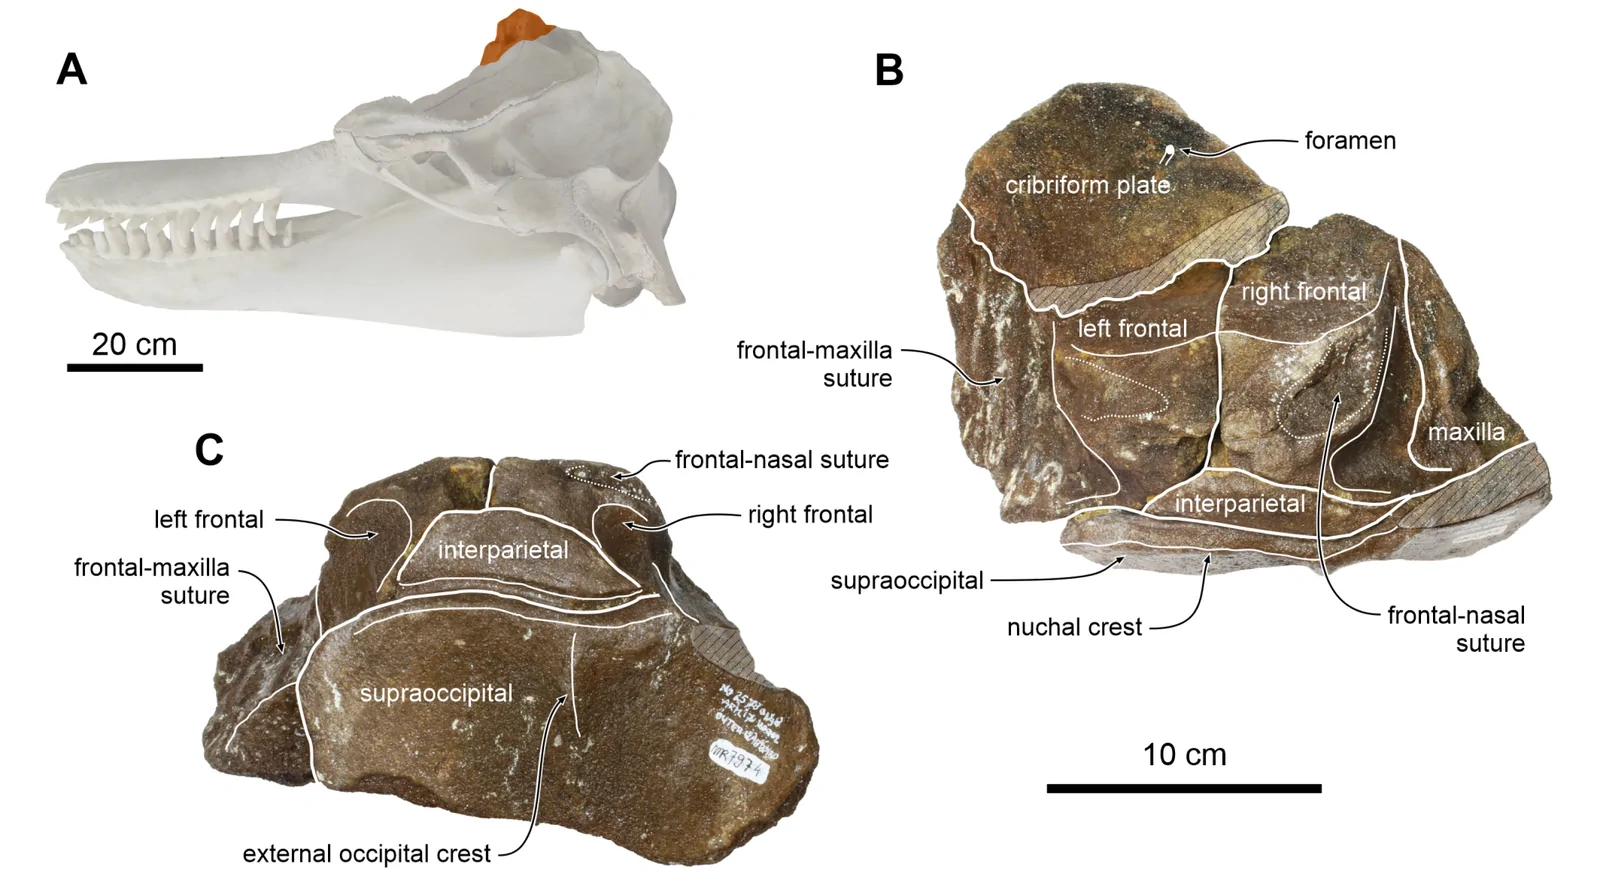 A
20 cm
B
foramen
cribriform plate
right frontal
left frontal
frontal-maxilla
suture
maxilla
interparietal
supraoccipital
nuchal crest
frontal-nasal
suture
10 cm
C
frontal-nasal suture
left frontal
right frontal
interparietal
frontal-maxilla
suture
supraoccipital
external occipital crest